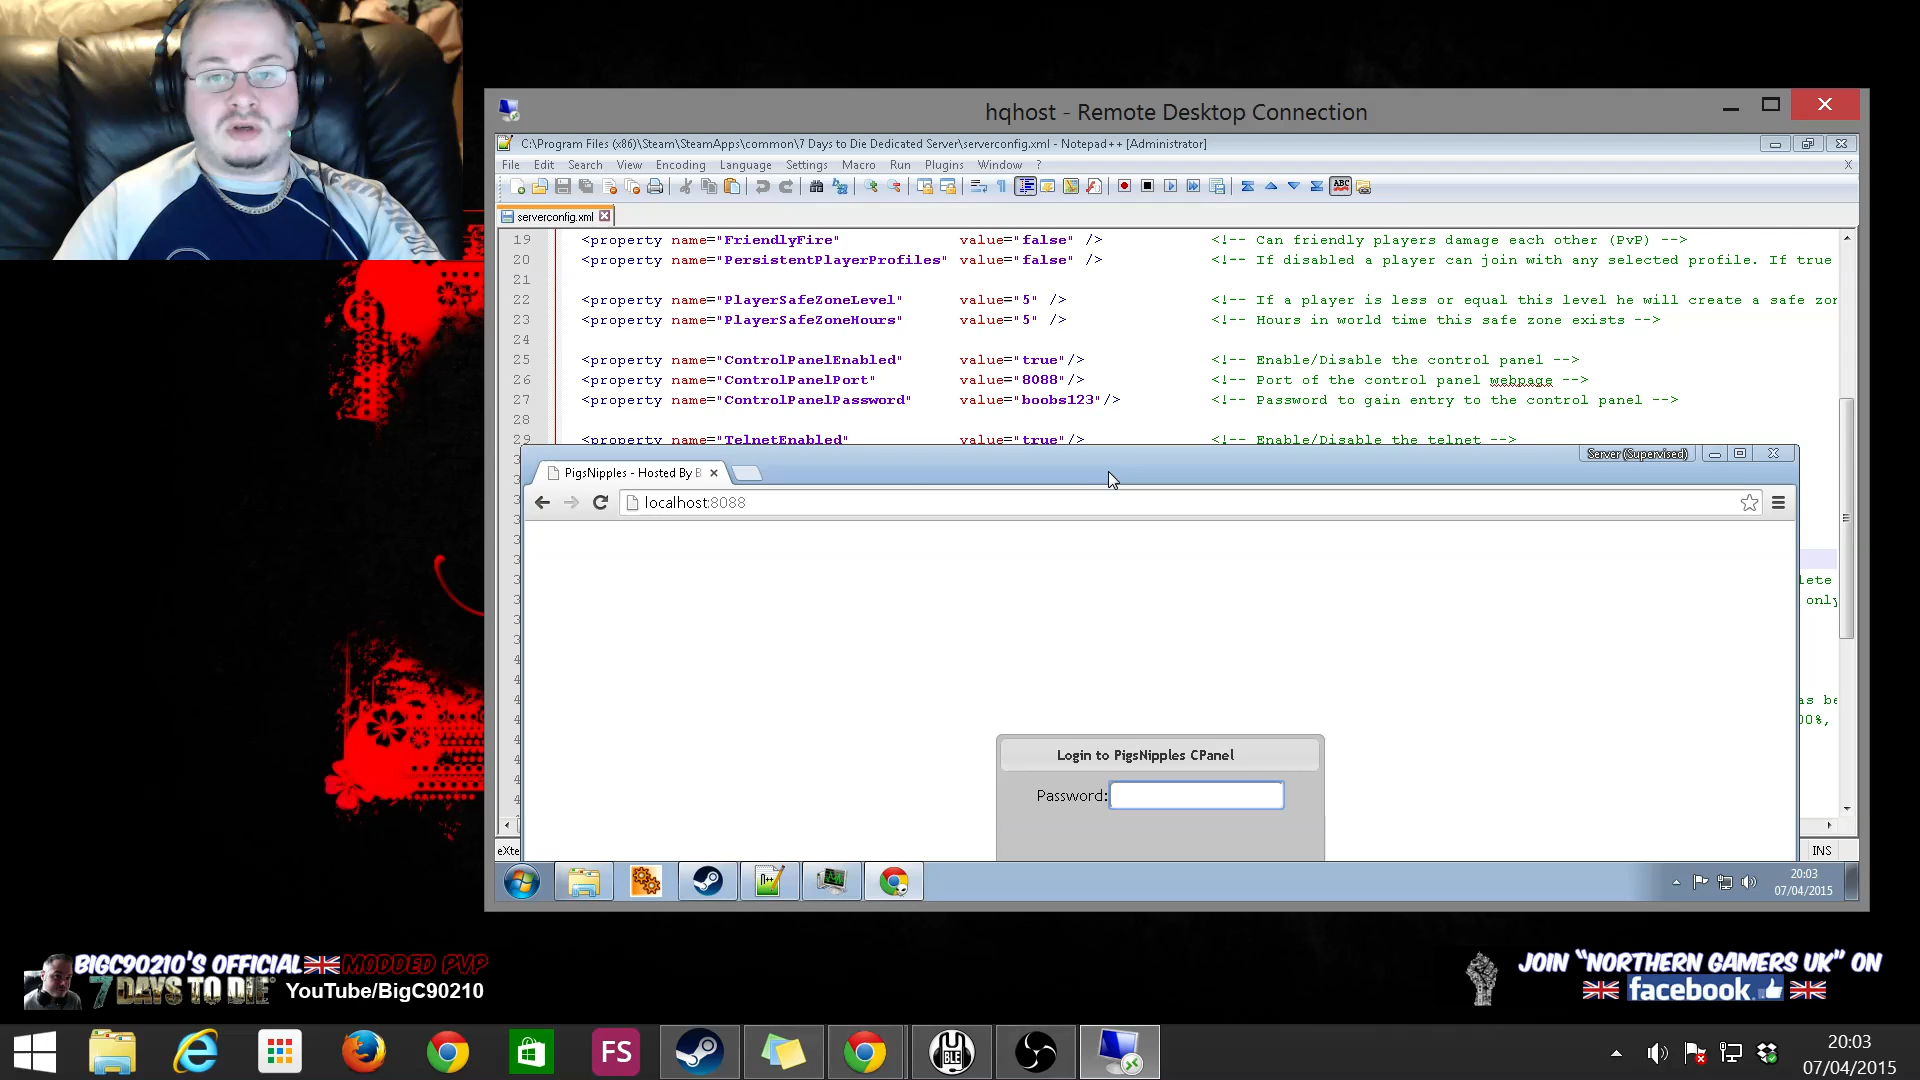 hqhost - Remote Desktop Connection
C:\Program Files (x86)\Steam\SteamApps\common\7 Days to Die Dedicated Server\serverconfig.xml - Notepad++ [Administrator]
File Edit Search View Encoding Language Settings Macro Run Plugins Window ? X
serverconfig.xml
19 <property name="FriendlyFire" value="false" /> <!-- Can friendly players damage each other (PvP) -->
20 <property name="PersistentPlayerProfiles" value="false" /> <!-- If disabled a player can join with any selected profile. If true
21
22 <property name="PlayerSafeZoneLevel" value="5" /> <!-- If a player is less or equal this level he will create a safe zon
23 <property name="PlayerSafeZoneHours" value="5" /> <!-- Hours in world time this safe zone exists -->
24
25 <property name="ControlPanelEnabled" value="true"/> <!-- Enable/Disable the control panel -->
26 <property name="ControlPanelPort" value="8088"/> <!-- Port of the control panel webpage -->
27 <property name="ControlPanelPassword" value="boobs123"/> <!-- Password to gain entry to the control panel -->
28
29 <property name="TelnetEnabled" value="true"/> <!-- Enable/Disable the telnet -->
Server (Supervised)
PigsNipples - Hosted By B
localhost:8088
lete
only
as be
00%,
Login to PigsNipples CPanel
Password:
eXte
INS
20:03
07/04/2015
BIGC90210'S OFFICIAL MODDED PVP
7 DAYS TO DIE YouTube/BigC90210
JOIN "NORTHERN GAMERS UK" ON
facebook
FS
BLE
20:03
07/04/2015